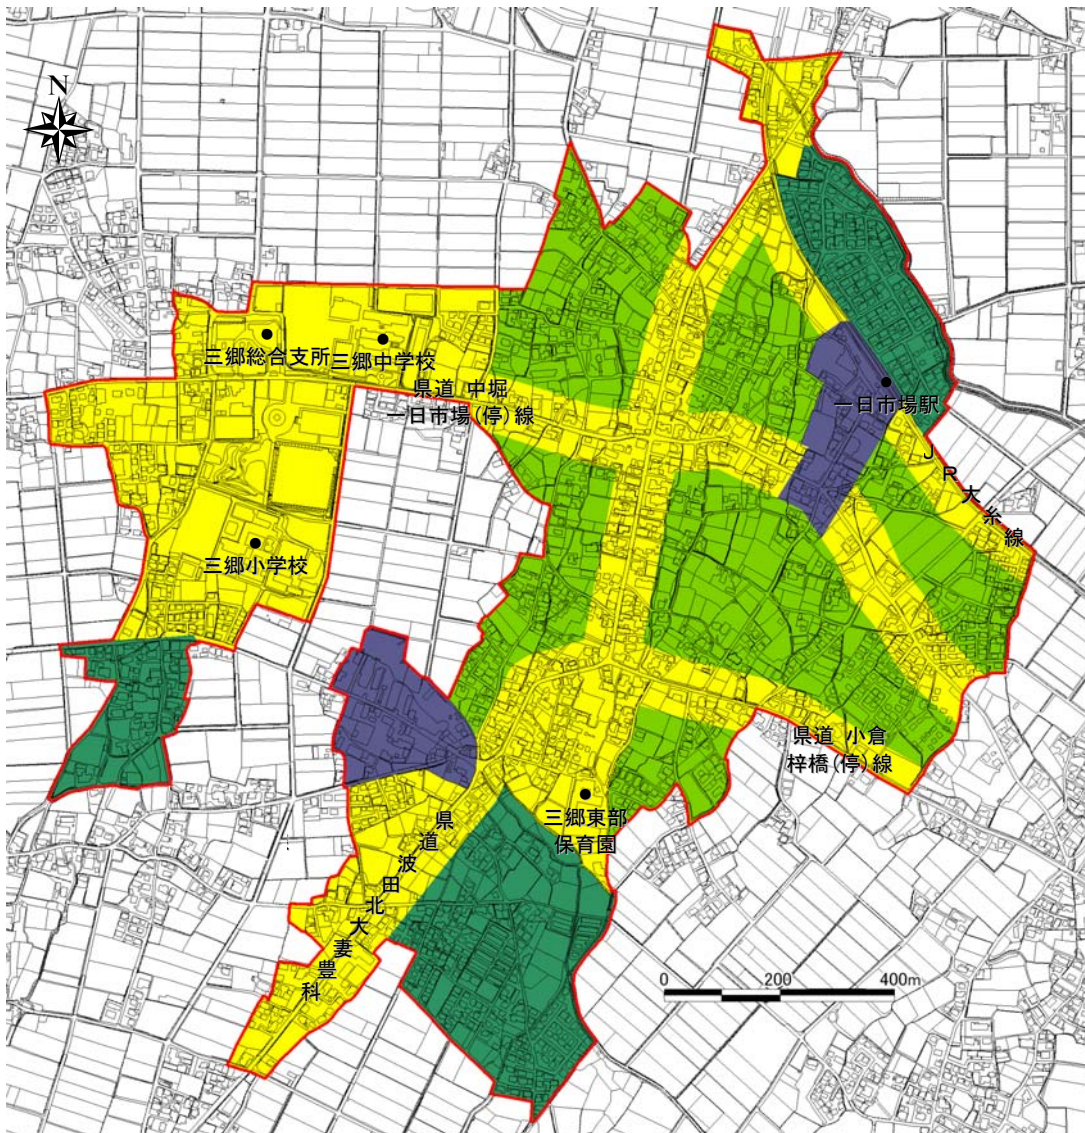 N
三郷総合支所
三郷中学校
県道 中堀
一日市場(停)線
一日市場駅
JR大糸線
三郷小学校
県道 小倉
梓橋(停)線
三郷東部
保育園
県道波田北大妻豊科
0 200 400m